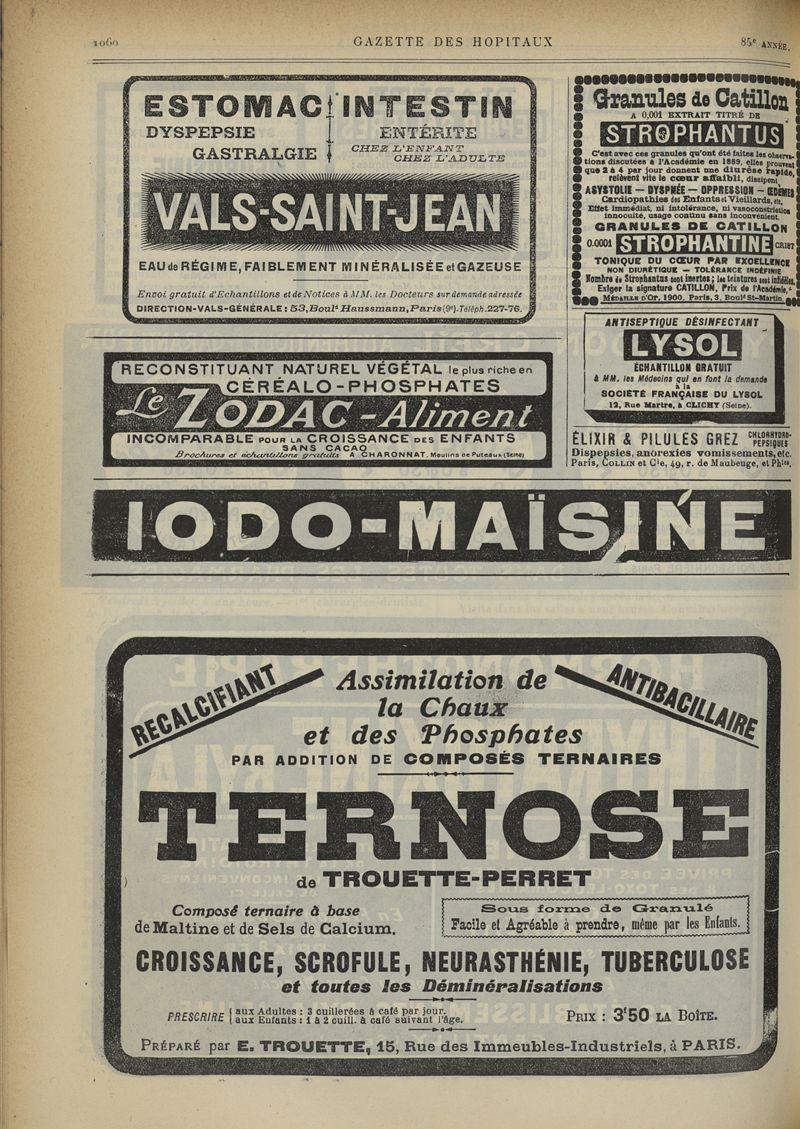 1060
GAZETTE DES HOPITAUX
85e ANNÉE.
ESTOMAC INTESTIN
DYSPEPSIE
GASTRALGIE
ENTÉRITE
CHEZ L'ENFANT
CHEZ L'ADULTE
VALS-SAINT-JEAN
EAU de RÉGIME, FAIBLEMENT MINÉRALISÉE et GAZEUSE
Envoi gratuit d'Echantillons et de Notices à MM. les Docteurs sur demande adressée
DIRECTION-VALS-GÉNÉRALE: 53, Boulᵈ Haussmann, Paris (9ᵉ).-Téléph. 227-76.
RECONSTITUANT NATUREL VÉGÉTAL le plus riche en
CÉRÉALO-PHOSPHATES
Le ZODAC-Aliment
INCOMPARABLE POUR LA CROISSANCE DES ENFANTS
SANS CACAO
Brochures et échantillons gratuits A CHARONNAT. Moulins de Puteaux (Seine)
Granules de Catillon
A 0,001 EXTRAIT TITRÉ DE
STROPHANTUS
C'est avec ces granules qu'ont été faites les observa-
tions discutées à l'Académie en 1889, elles prouvent
que 2 à 4 par jour donnent une diurèse rapide,
relèvent vite le cœur affaibli, dissipent
ASYSTOLIE — DYSPNÉE — OPPRESSION — ŒDÈMES
Cardiopathies des Enfants et Vieillards, etc.
Effet immédiat, ni intolérance, ni vasoconstriction
innocuité, usage continu sans inconvénient.
GRANULES DE CATILLON
0.0001 STROPHANTINE CRIST
TONIQUE DU CŒUR PAR EXCELLENCE
NON DIURÉTIQUE — TOLÉRANCE INDÉFINIE
Nombre de Strophantus sont inertes; les teintures sont infidèles,
Exiger la signature CATILLON, Prix de l'Académie,
MÉDAILLE D'OR, 1900, Paris, 3, Boulᵈ St-Martin.
ANTISEPTIQUE DÉSINFECTANT
LYSOL
ÉCHANTILLON GRATUIT
à MM. les Médecins qui en font la demande
à la
SOCIÉTÉ FRANÇAISE DU LYSOL
12, Rue Martre, à CLICHY (Seine).
ÉLIXIR & PILULES GREZ CHLORHYDRO-PEPSIQUES
Dispepsies, anorexies vomissements, etc.
Paris, COLLIN et Cie, 49, r. de Maubeuge, et Phies.
IODO-MAÏSINE
RECALCIFIANT
Assimilation de
la Chaux
et des Phosphates
ANTIBACILLAIRE
PAR ADDITION DE COMPOSÉS TERNAIRES
TERNOSE
de TROUETTE-PERRET
Composé ternaire à base
de Maltine et de Sels de Calcium.
Sous forme de Granulé
Facile et Agréable à prendre, même par les Enfants.
CROISSANCE, SCROFULE, NEURASTHÉNIE, TUBERCULOSE
et toutes les Déminéralisations
PRESCRIRE
aux Adultes : 3 cuillerées à café par jour.
aux Enfants : 1 à 2 cuill. à café suivant l'âge.
PRIX : 3ᶠ50 LA BOÎTE.
PRÉPARÉ par E. TROUETTE, 15, Rue des Immeubles-Industriels, à PARIS.